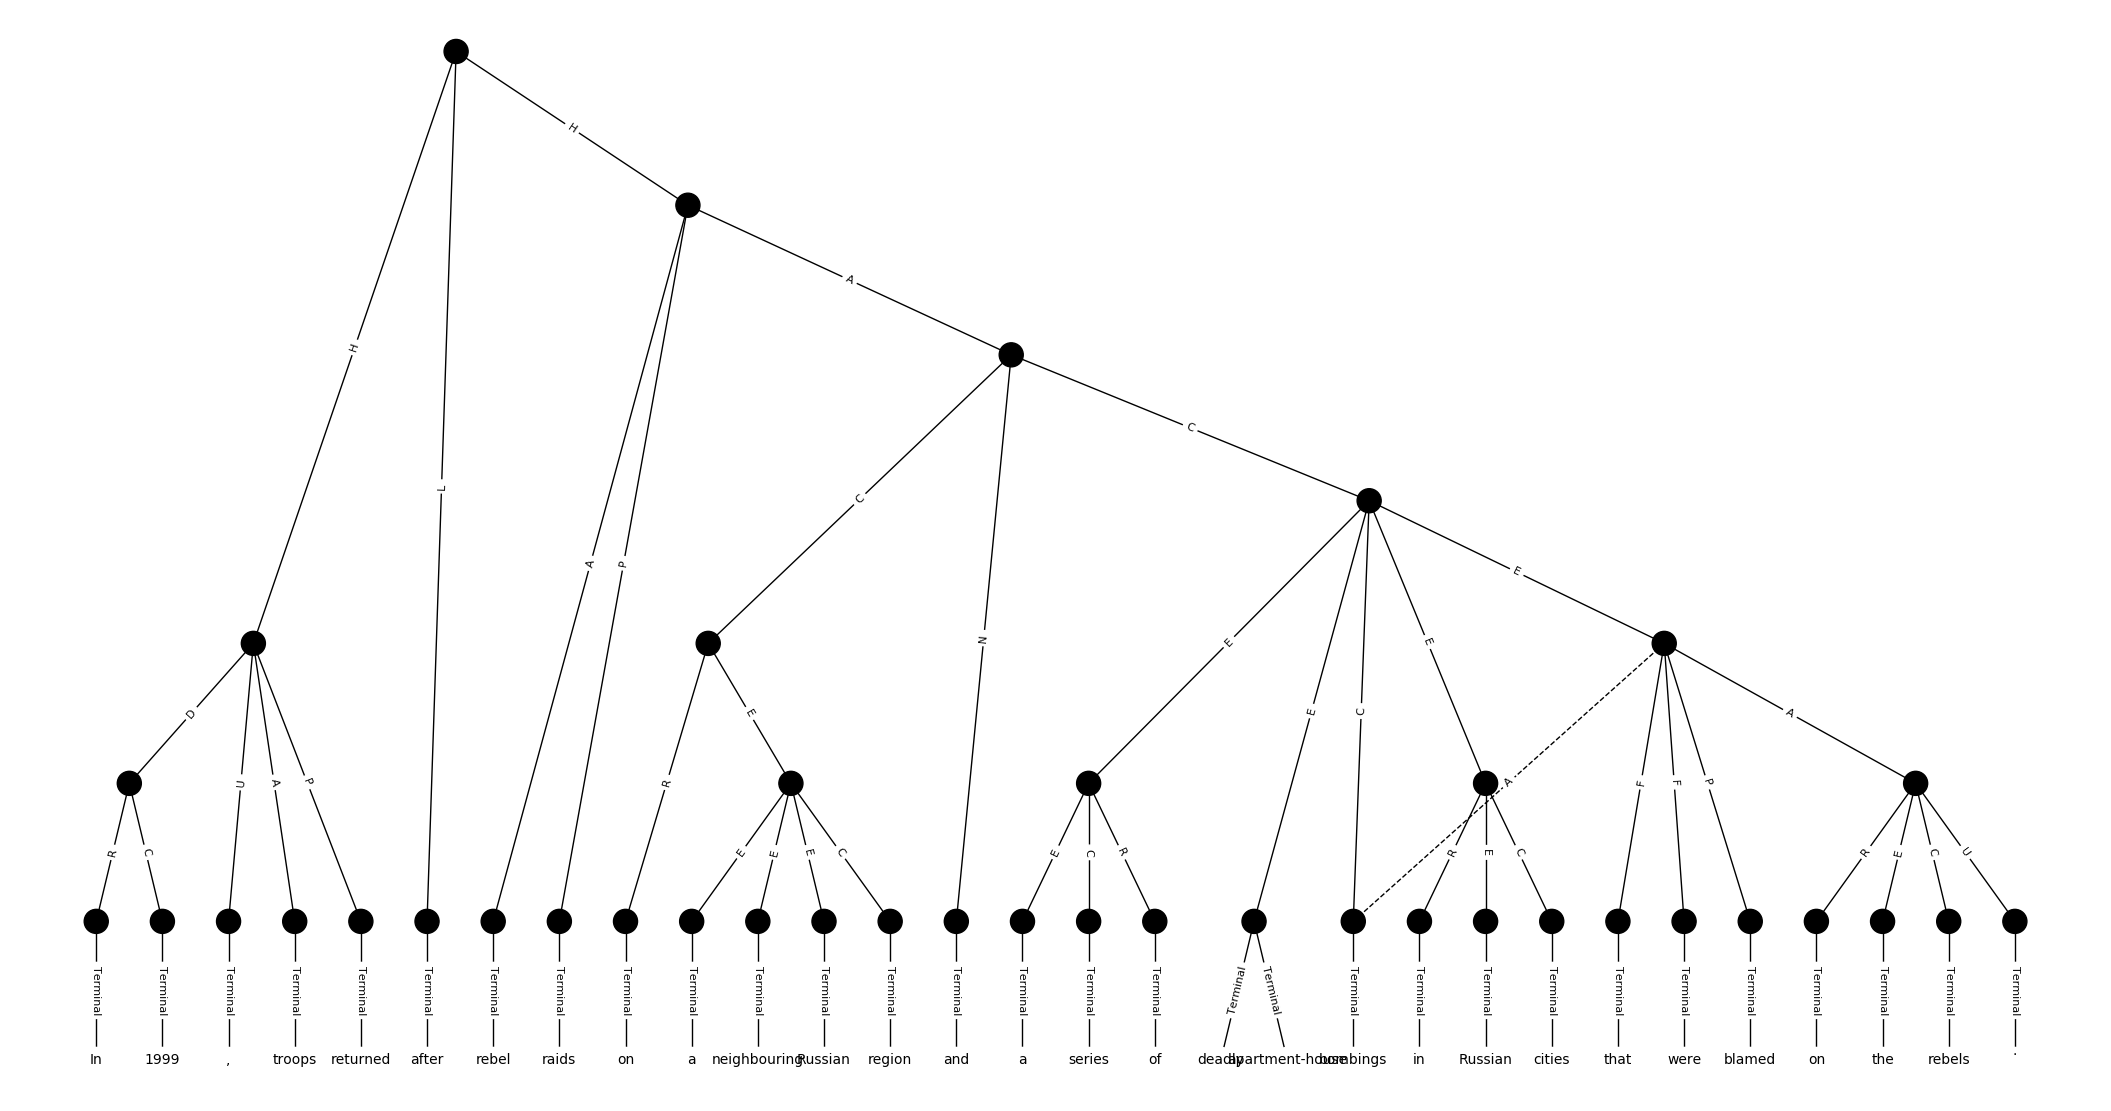 H
A
H
C
L
C
A
P
E
N
E
E
E
D
E
C
A
U
A
P
R
A
F
F
P
R
C
E
E
E
C
E
C
R
R
E
C
R
E
C
U
Terminal Terminal Terminal Terminal Terminal Terminal Terminal Terminal Terminal Terminal Terminal Terminal Terminal Terminal Terminal Terminal Terminal Terminal Terminal Terminal Terminal Terminal Terminal Terminal Terminal Terminal Terminal Terminal Terminal Terminal
In 1999 , troops returned after rebel raids on a neighbouring Russian region and a series of deadly apartment-house bombings in Russian cities that were blamed on the rebels .